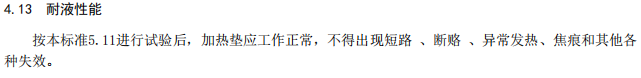 4.13 耐液性能
按本标准5.11进行试验后，加热垫应工作正常，不得出现短路 、断赂 、异常发热、焦痕和其他各
种失效。